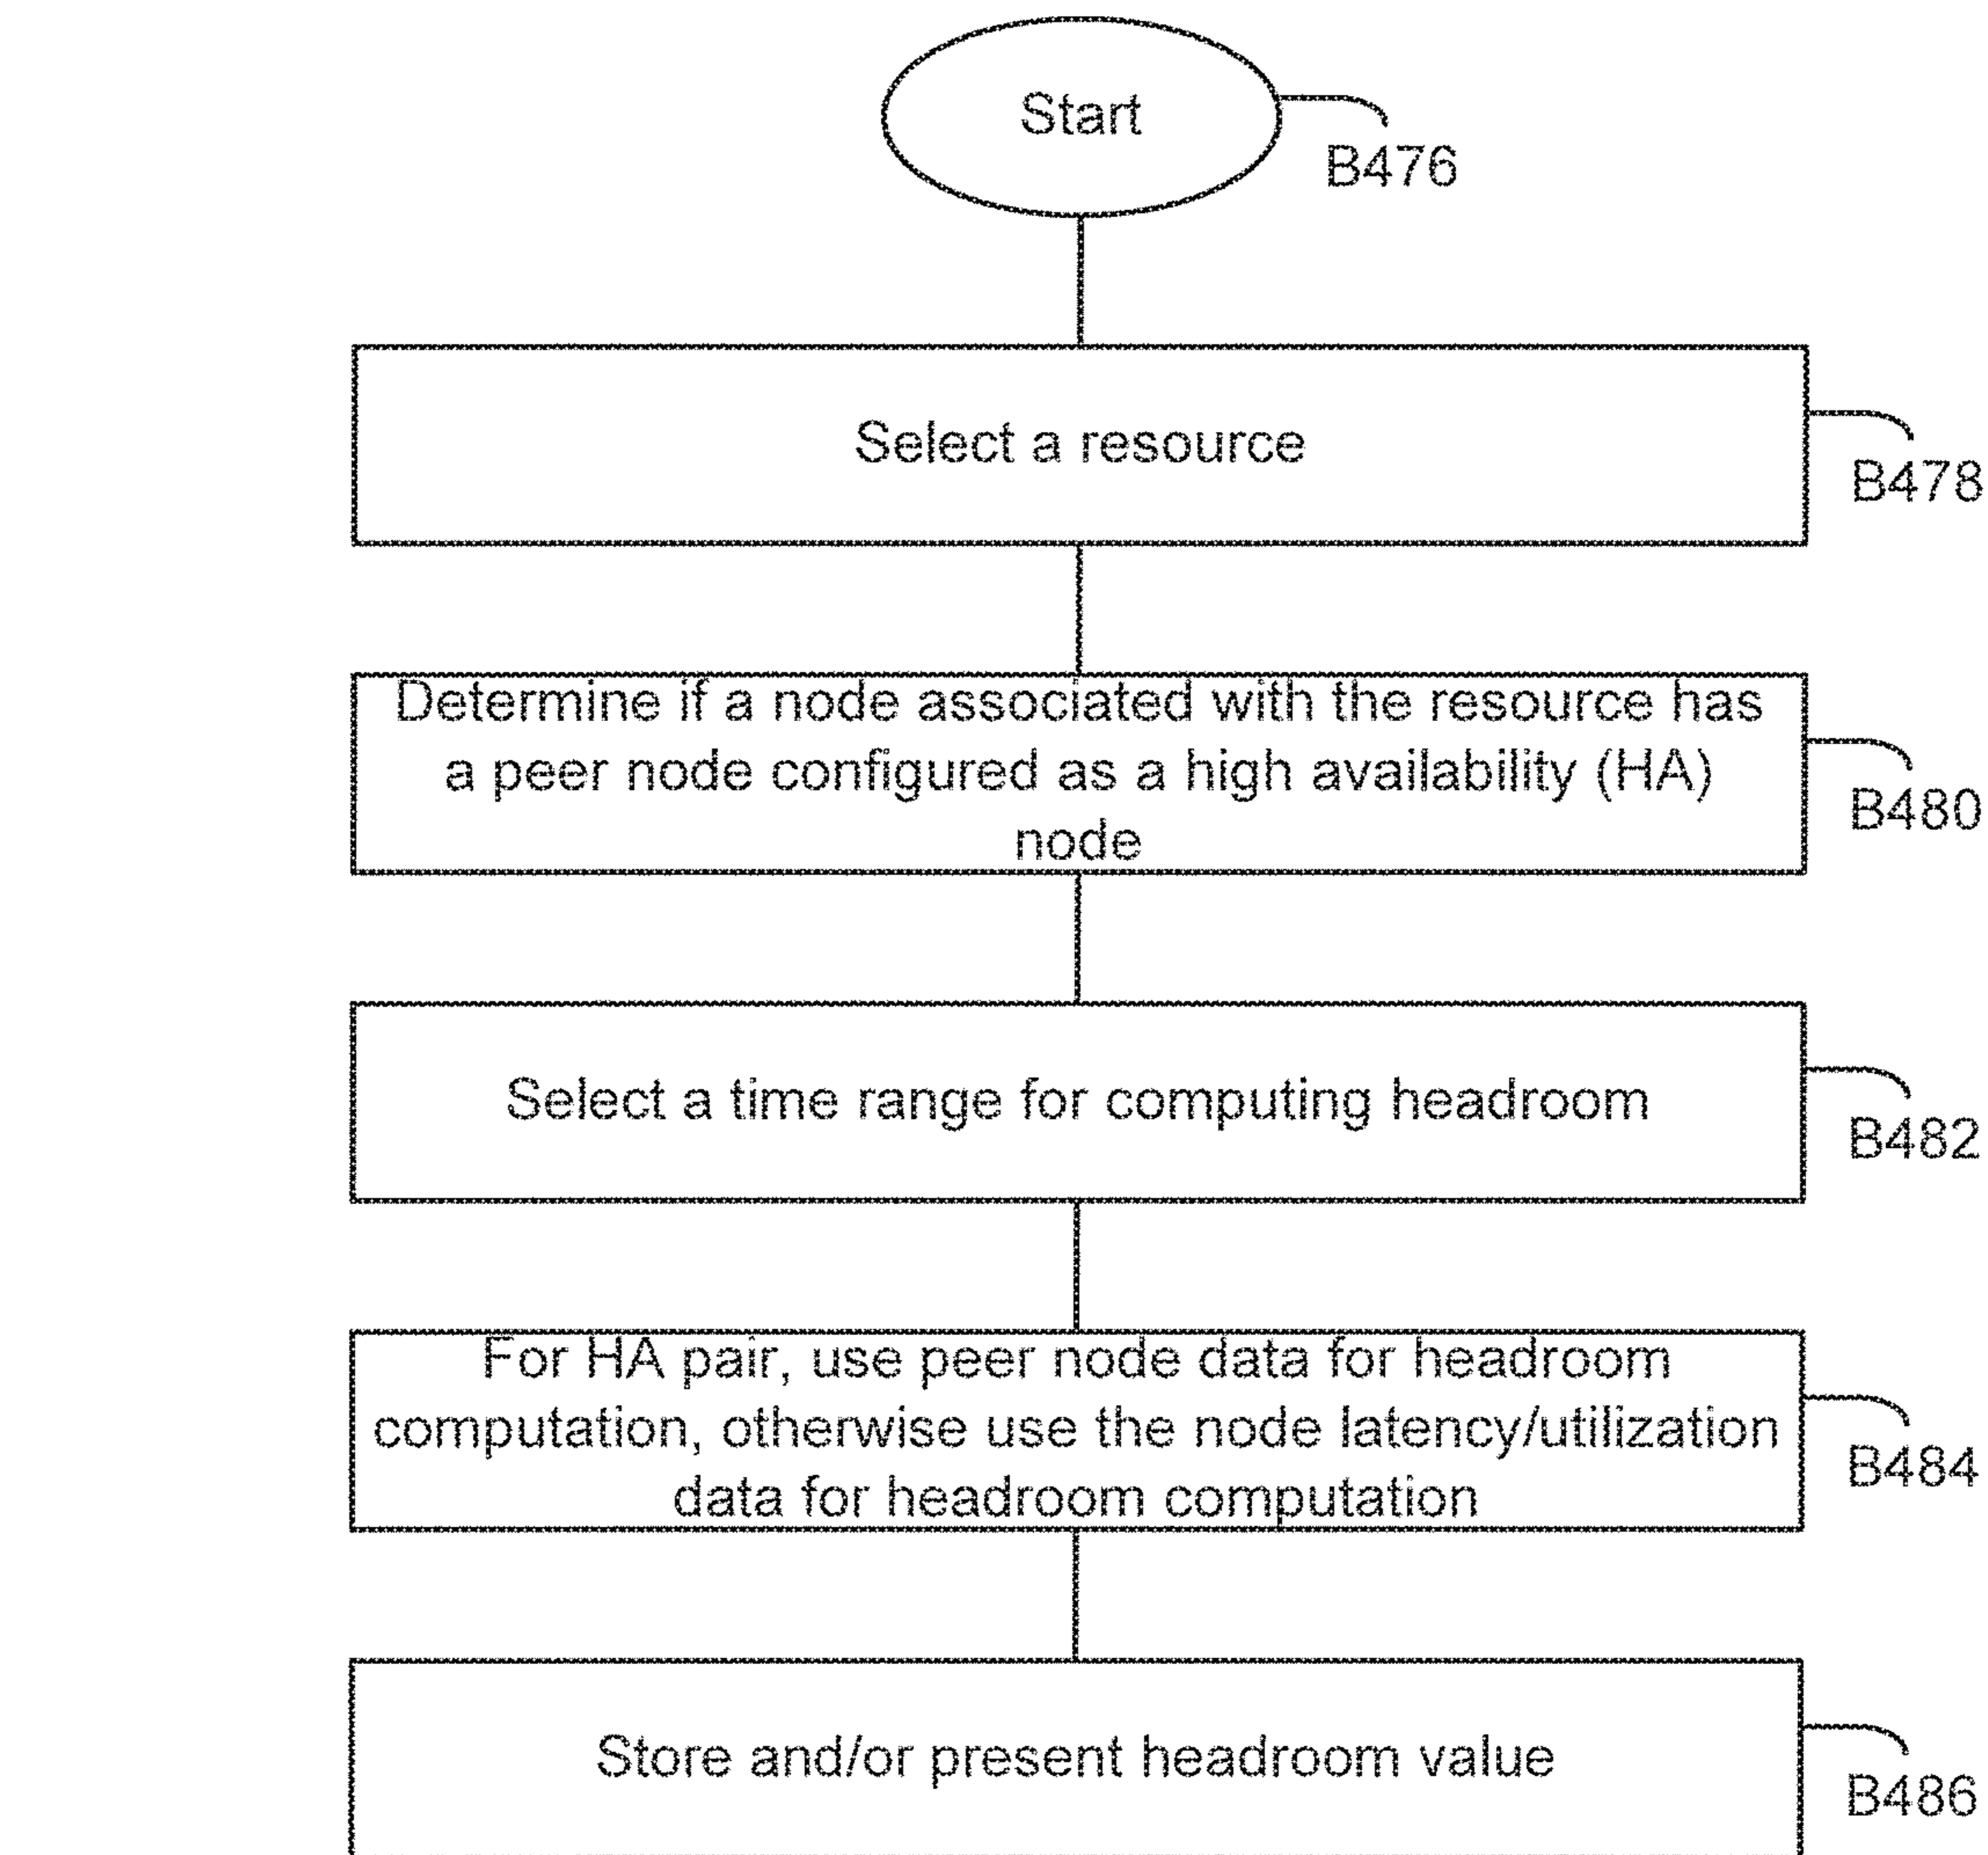 Start
B476
Select a resource
B478
Determine if a node associated with the resource has
a peer node configured as a high availability (HA)
node
B480
Select a time range for computing headroom
B482
For HA pair, use peer node data for headroom
computation, otherwise use the node latency/utilization
data for headroom computation
B484
Store and/or present headroom value
B486